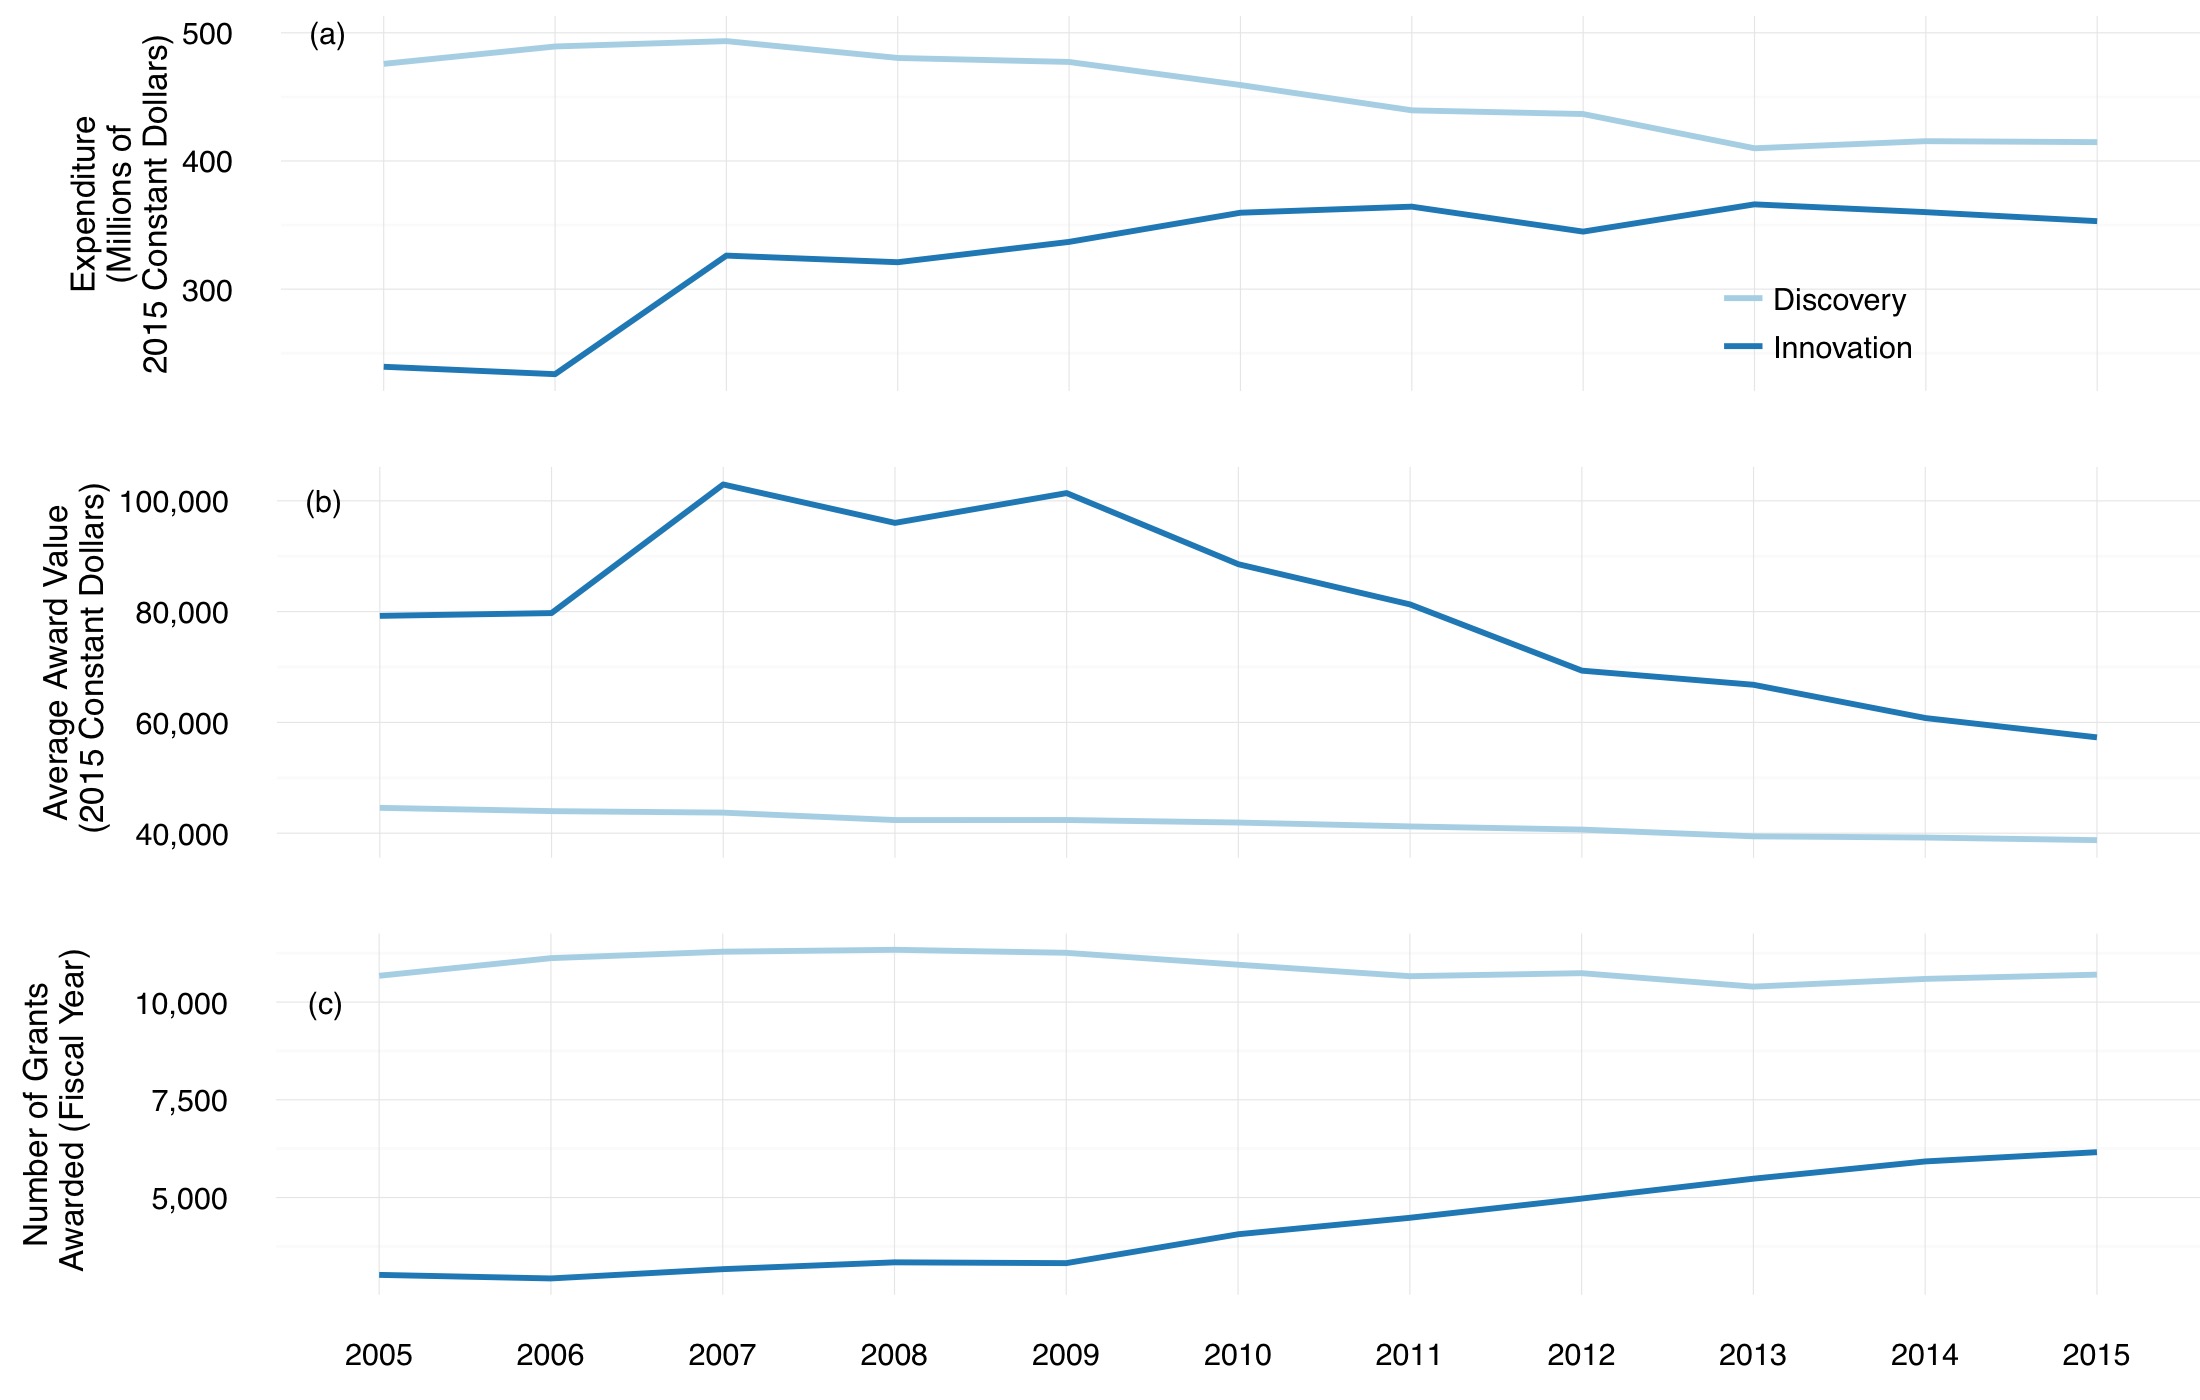 (a)
Expenditure
(Millions of
2015 Constant Dollars)
500
400
300
Discovery
Innovation
(b)
Average Award Value
(2015 Constant Dollars)
100,000
80,000
60,000
40,000
(c)
Number of Grants
Awarded (Fiscal Year)
10,000
7,500
5,000
2005 2006 2007 2008 2009 2010 2011 2012 2013 2014 2015